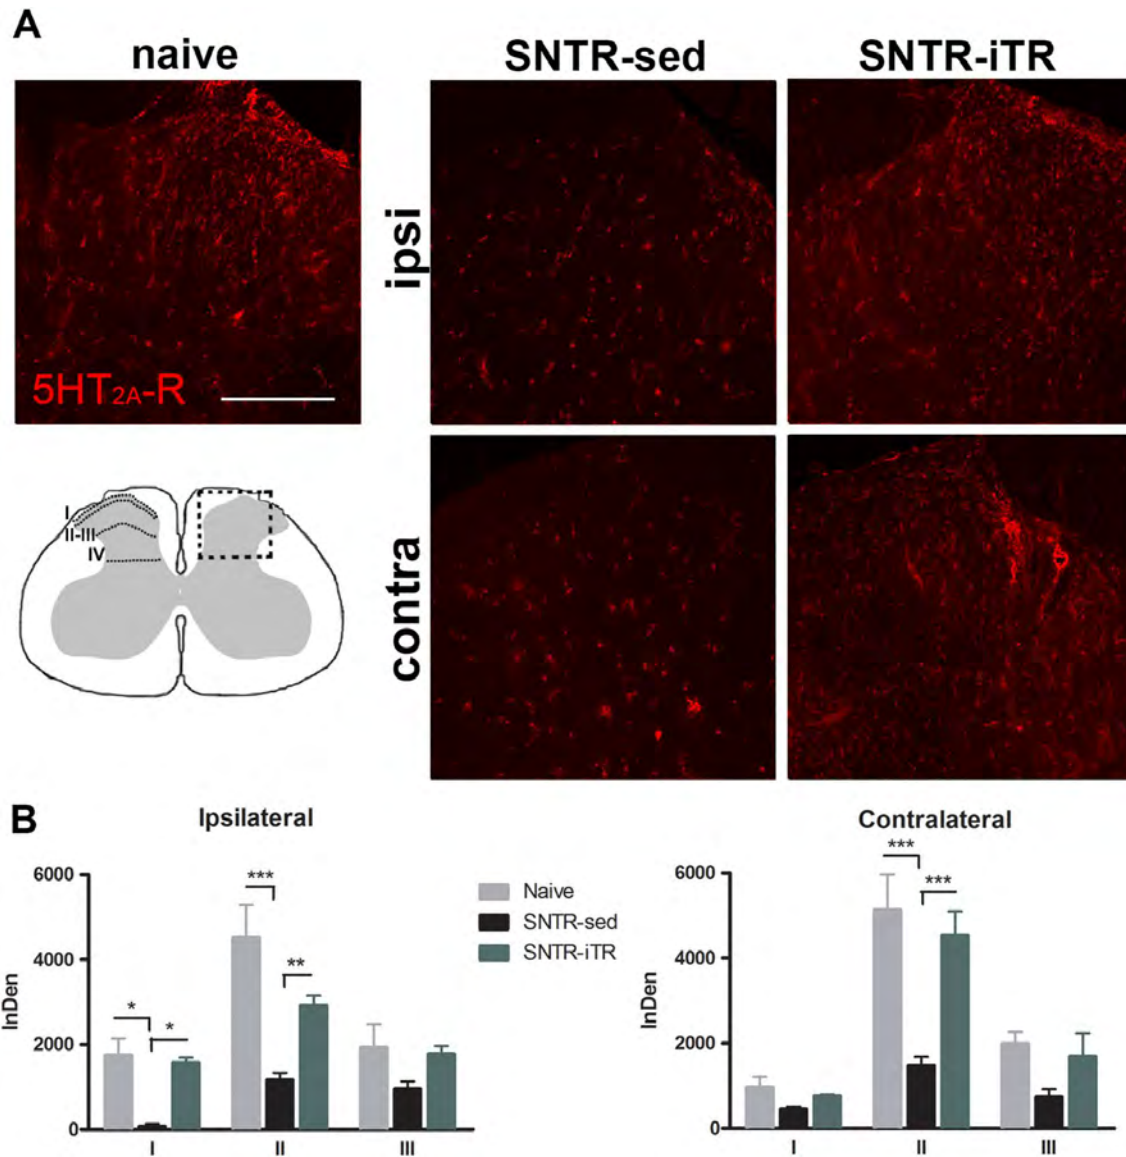 A
naive
SNTR-sed
SNTR-iTR
ipsi
5HT2A-R
I
II-III
IV
contra
B
Ipsilateral
InDen
6000
4000
2000
0
*
*
***
**
I
II
III
Naive
SNTR-sed
SNTR-iTR
Contralateral
InDen
6000
4000
2000
0
***
***
I
II
III